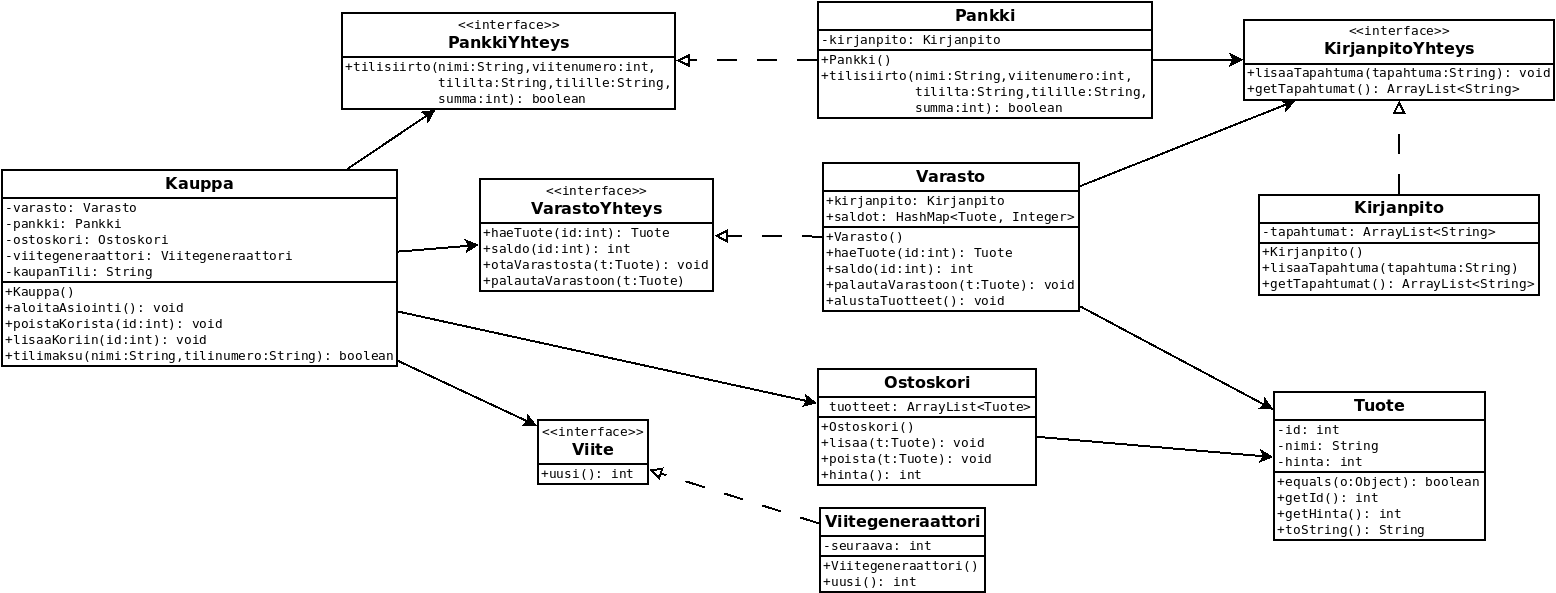 <<interface>>
PankkiYhteys
+tilisiirto(nimi:String,viitenumero:int,
tililta:String,tilille:String,
summa:int): boolean
Pankki
-kirjanpito: Kirjanpito
+Pankki()
+tilisiirto(nimi:String,viitenumero:int,
tililta:String,tilille:String,
summa:int): boolean
<<interface>>
KirjanpitoYhteys
+lisaaTapahtuma(tapahtuma:String): void
+getTapahtumat(): ArrayList<String>
Kauppa
-varasto: Varasto
-pankki: Pankki
-ostoskori: Ostoskori
-viitegeneraattori: Viitegeneraattori
-kaupanTili: String
+Kauppa()
+aloitaAsiointi(): void
+poistaKorista(id:int): void
+lisaaKoriin(id:int): void
+tilimaksu(nimi:String,tilinumero:String): boolean
<<interface>>
VarastoYhteys
+haeTuote(id:int): Tuote
+saldo(id:int): int
+otaVarastosta(t:Tuote): void
+palautaVarastoon(t:Tuote)
Varasto
+kirjanpito: Kirjanpito
+saldot: HashMap<Tuote, Integer>
+Varasto()
+haeTuote(id:int): Tuote
+saldo(id:int): int
+palautaVarastoon(t:Tuote): void
+alustaTuotteet(): void
Kirjanpito
-tapahtumat: ArrayList<String>
+Kirjanpito()
+lisaaTapahtuma(tapahtuma:String)
+getTapahtumat(): ArrayList<String>
<<interface>>
Viite
+uusi(): int
Ostoskori
tuotteet: ArrayList<Tuote>
+Ostoskori()
+lisaa(t:Tuote): void
+poista(t:Tuote): void
+hinta(): int
Tuote
-id: int
-nimi: String
-hinta: int
+equals(o:Object): boolean
+getId(): int
+getHinta(): int
+toString(): String
Viitegeneraattori
-seuraava: int
+Viitegeneraattori()
+uusi(): int